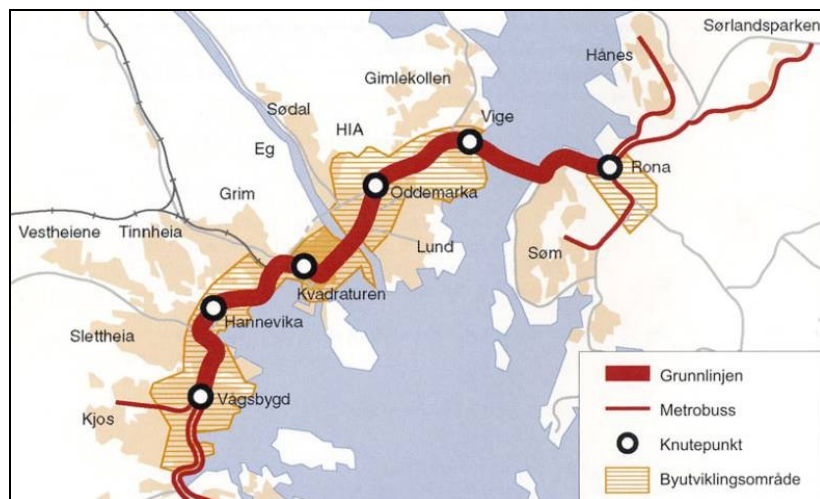 Sørlandsparken
Hånes
Gimlekollen
Sødal
HIA
Vige
Eg
Rona
Grim
Oddemarka
Vestheiene
Tinnheia
Lund
Søm
Kvadraturen
Hannevika
Slettheia
Vågsbygd
Kjos
Grunnlinjen
Metrobuss
Knutepunkt
Byutviklingsområde